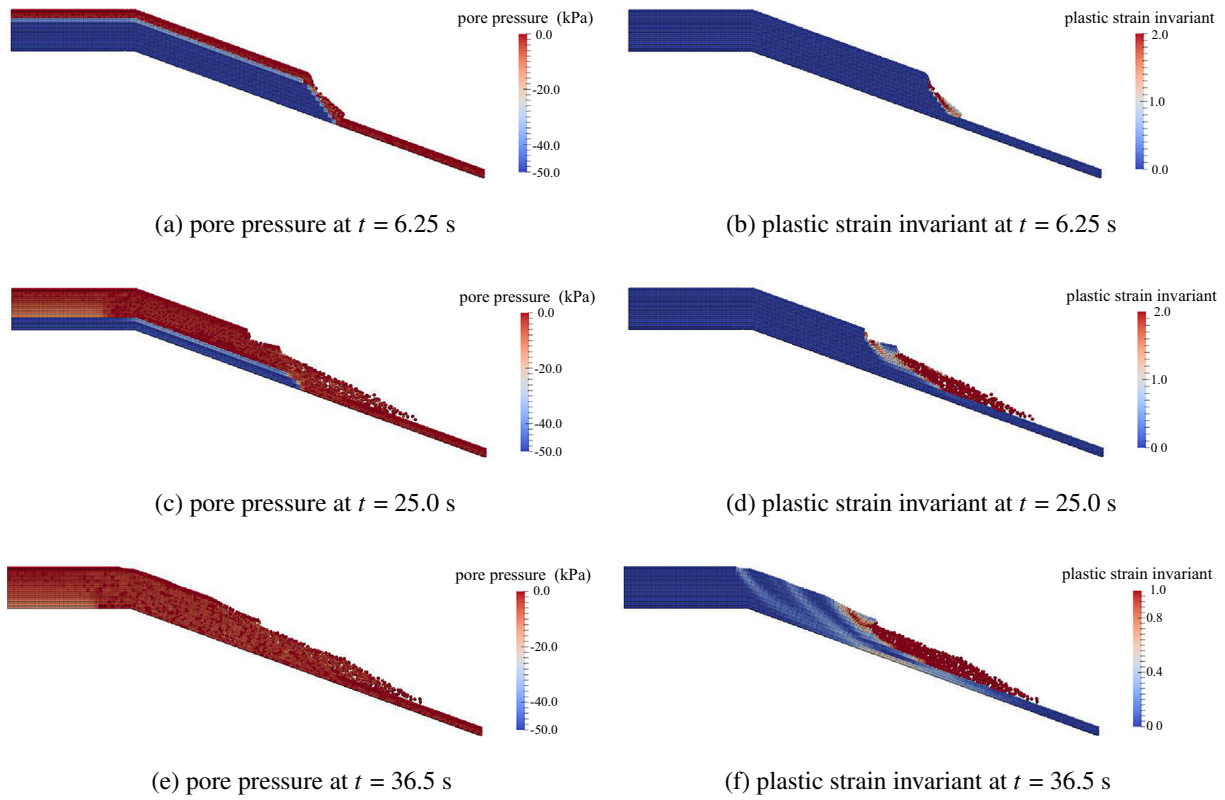 pore pressure (kPa)
0.0
-20.0
-40.0
-50.0
plastic strain invariant
2.0
1.0
0.0
(a) pore pressure at t = 6.25 s
(b) plastic strain invariant at t = 6.25 s
pore pressure (kPa)
0.0
-20.0
-40.0
-50.0
plastic strain invariant
2.0
1.0
0 0
(c) pore pressure at t = 25.0 s
(d) plastic strain invariant at t = 25.0 s
pore pressure (kPa)
0.0
-20.0
-40.0
-50.0
plastic strain invariant
1.0
0.8
0.4
0 0
(e) pore pressure at t = 36.5 s
(f) plastic strain invariant at t = 36.5 s